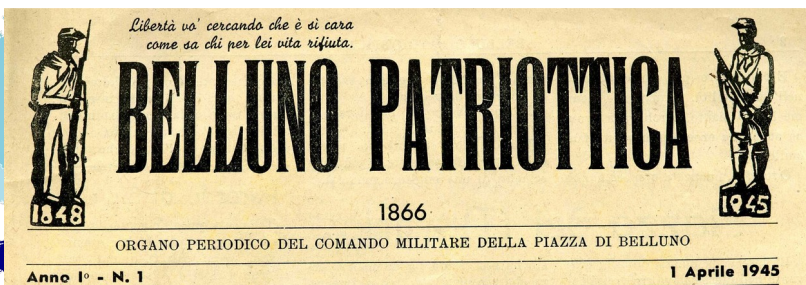 Libertà vo' cercando che è sì cara
come sa chi per lei vita rifiuta.
BELLUNO PATRIOTTICA
1848
1866
1945
ORGANO PERIODICO DEL COMANDO MILITARE DELLA PIAZZA DI BELLUNO
Anno Iº - N. 1
1 Aprile 1945